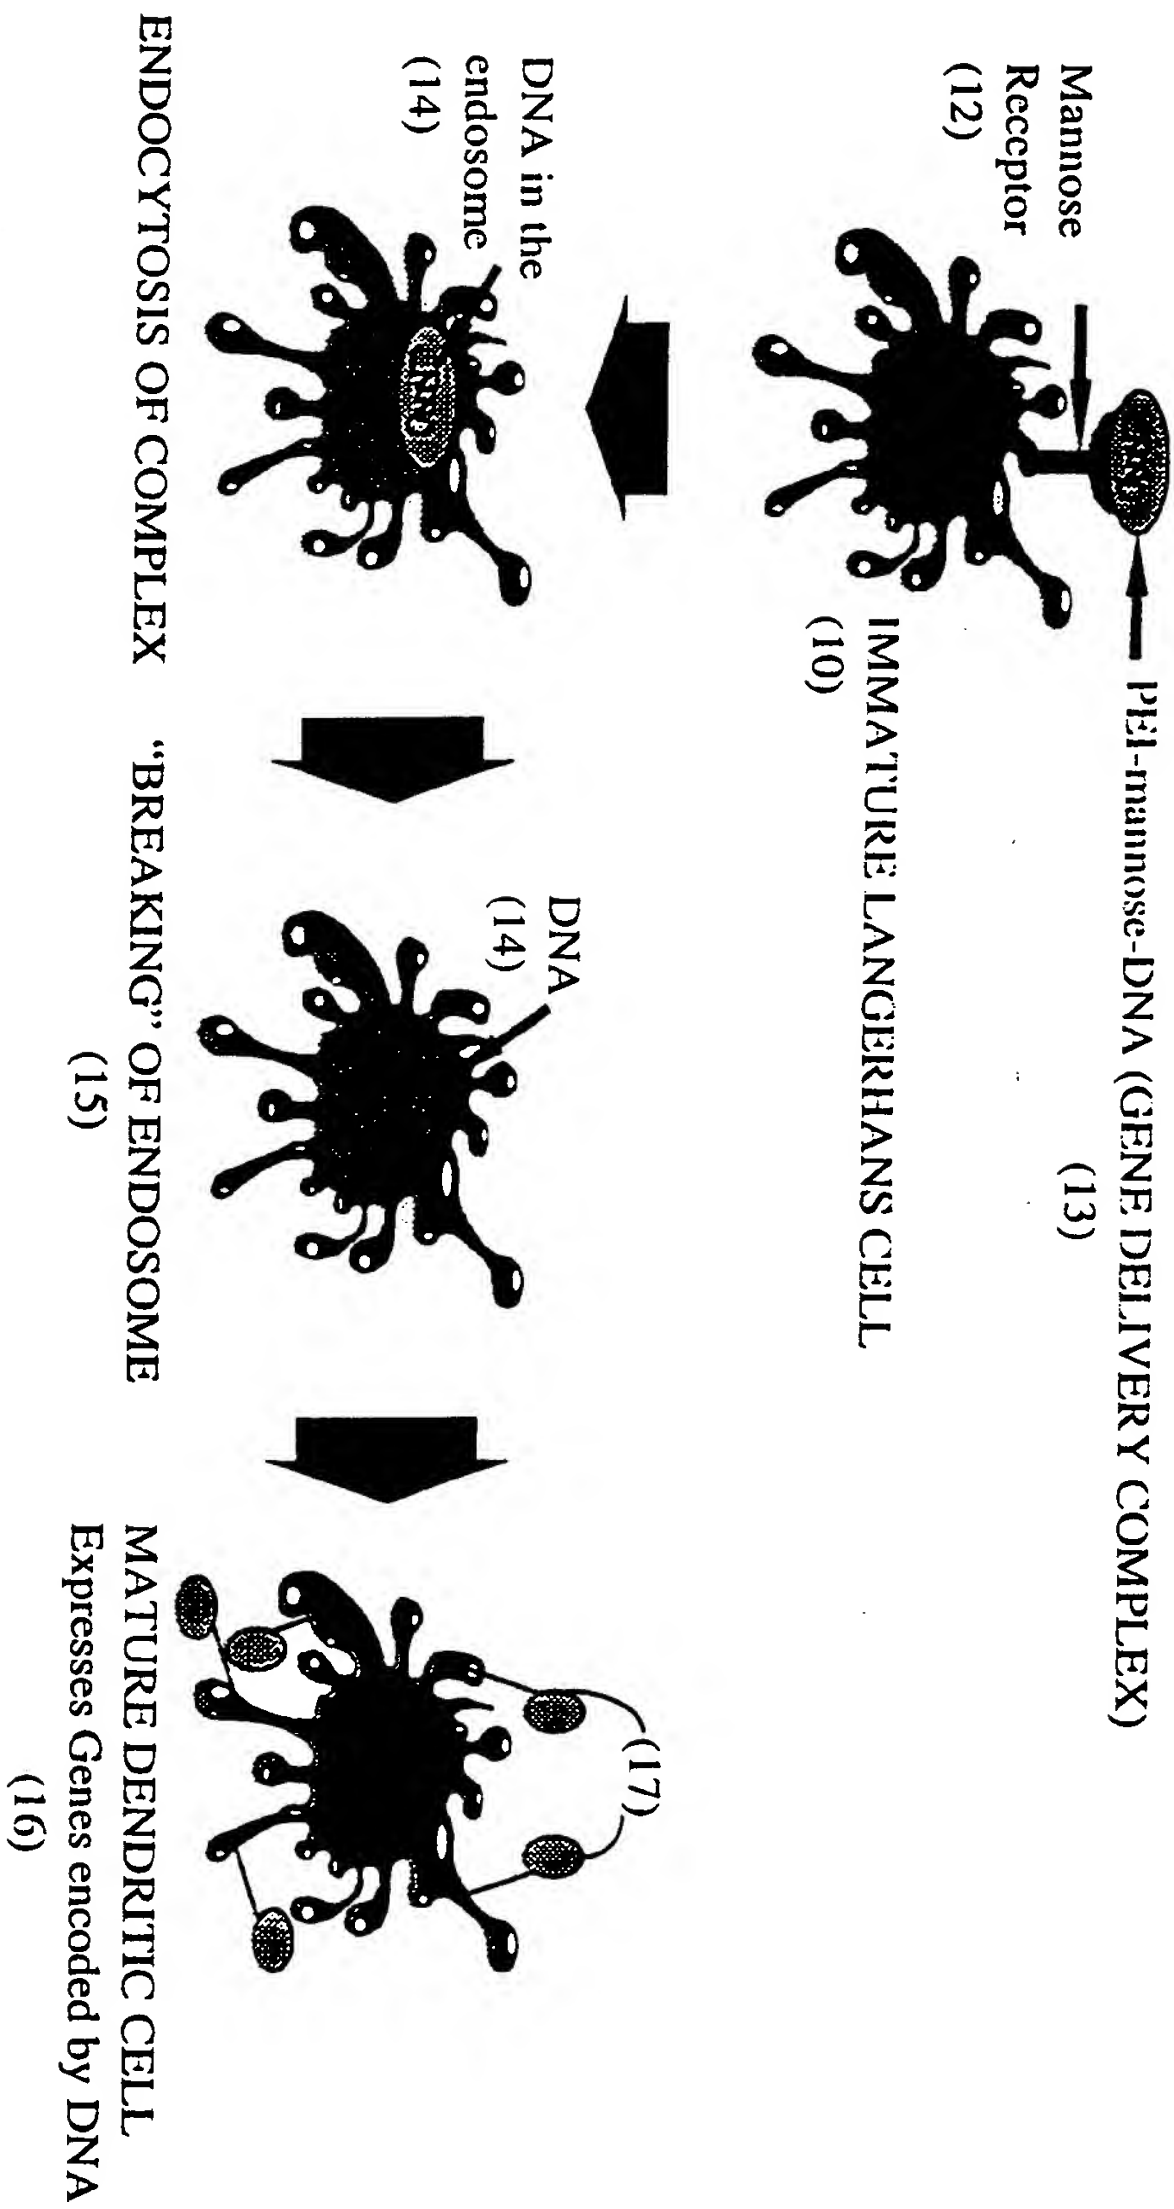 PEI-mannose-DNA (GENE DELIVERY COMPLEX)
(13)
Mannose
Receptor
(12)
IMMATURE LANGERHANS CELL
(10)
DNA in the
endosome
(14)
DNA
(14)
(17)
ENDOCYTOSIS OF COMPLEX
"BREAKING" OF ENDOSOME
(15)
MATURE DENDRITIC CELL
Expresses Genes encoded by DNA
(16)